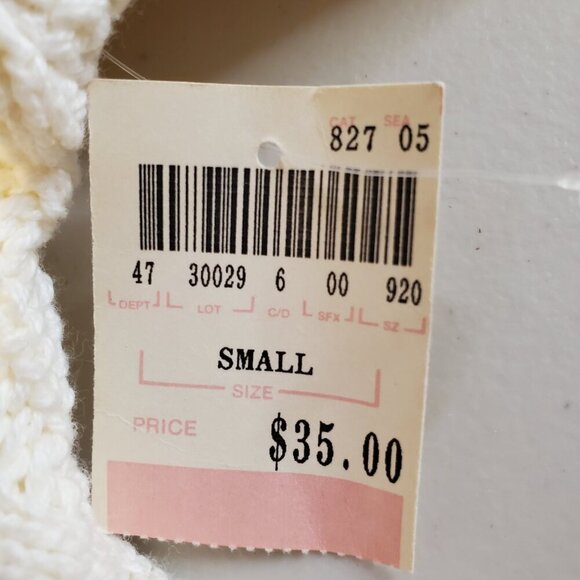 CAT SEA
827 05
47 30029 6 00 920
DEPT LOT C/D SFX SZ
SMALL
SIZE
PRICE $35.00